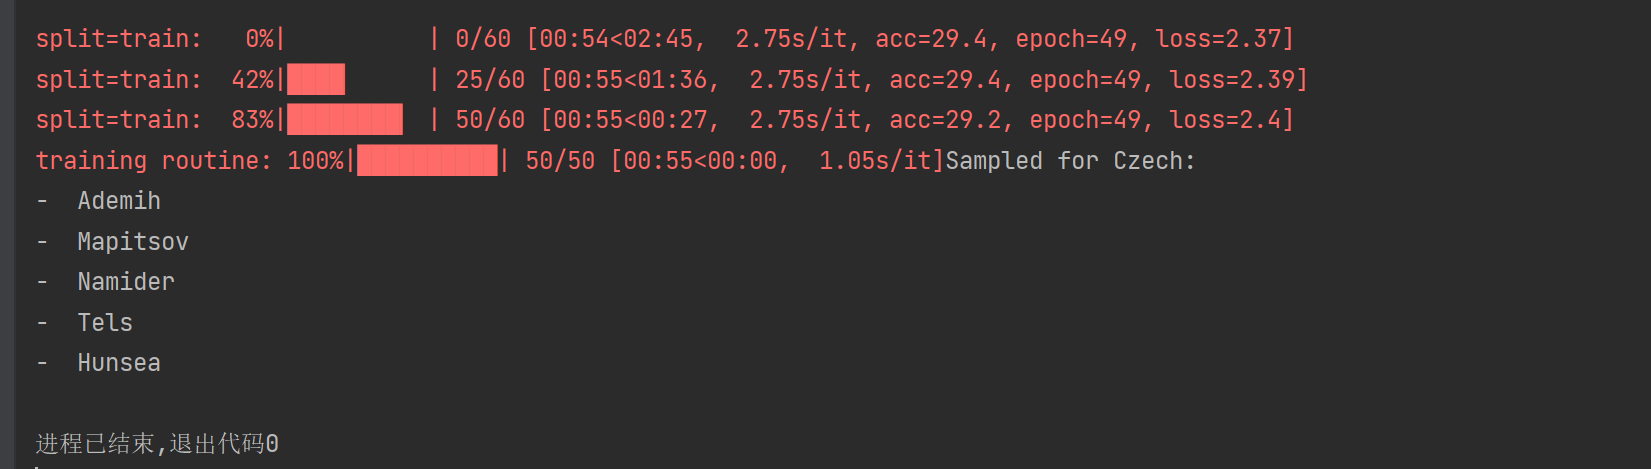 split=train:   0%|          | 0/60 [00:54<02:45,  2.75s/it, acc=29.4, epoch=49, loss=2.37]
split=train:  42%|████      | 25/60 [00:55<01:36,  2.75s/it, acc=29.4, epoch=49, loss=2.39]
split=train:  83%|████████  | 50/60 [00:55<00:27,  2.75s/it, acc=29.2, epoch=49, loss=2.4]
training routine: 100%|██████████| 50/50 [00:55<00:00,  1.05s/it]Sampled for Czech:
-  Ademih
-  Mapitsov
-  Namider
-  Tels
-  Hunsea
进程已结束,退出代码0